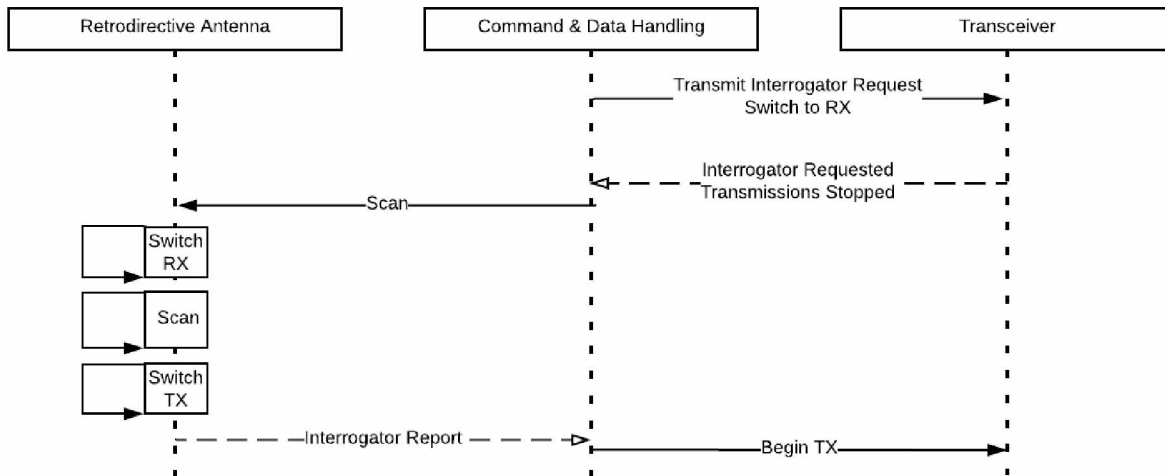 Retrodirective Antenna
Command & Data Handling
Transceiver
Transmit Interrogator Request
Switch to RX
Interrogator Requested
Transmissions Stopped
Scan
Switch
RX
Scan
Switch
TX
Interrogator Report
Begin TX